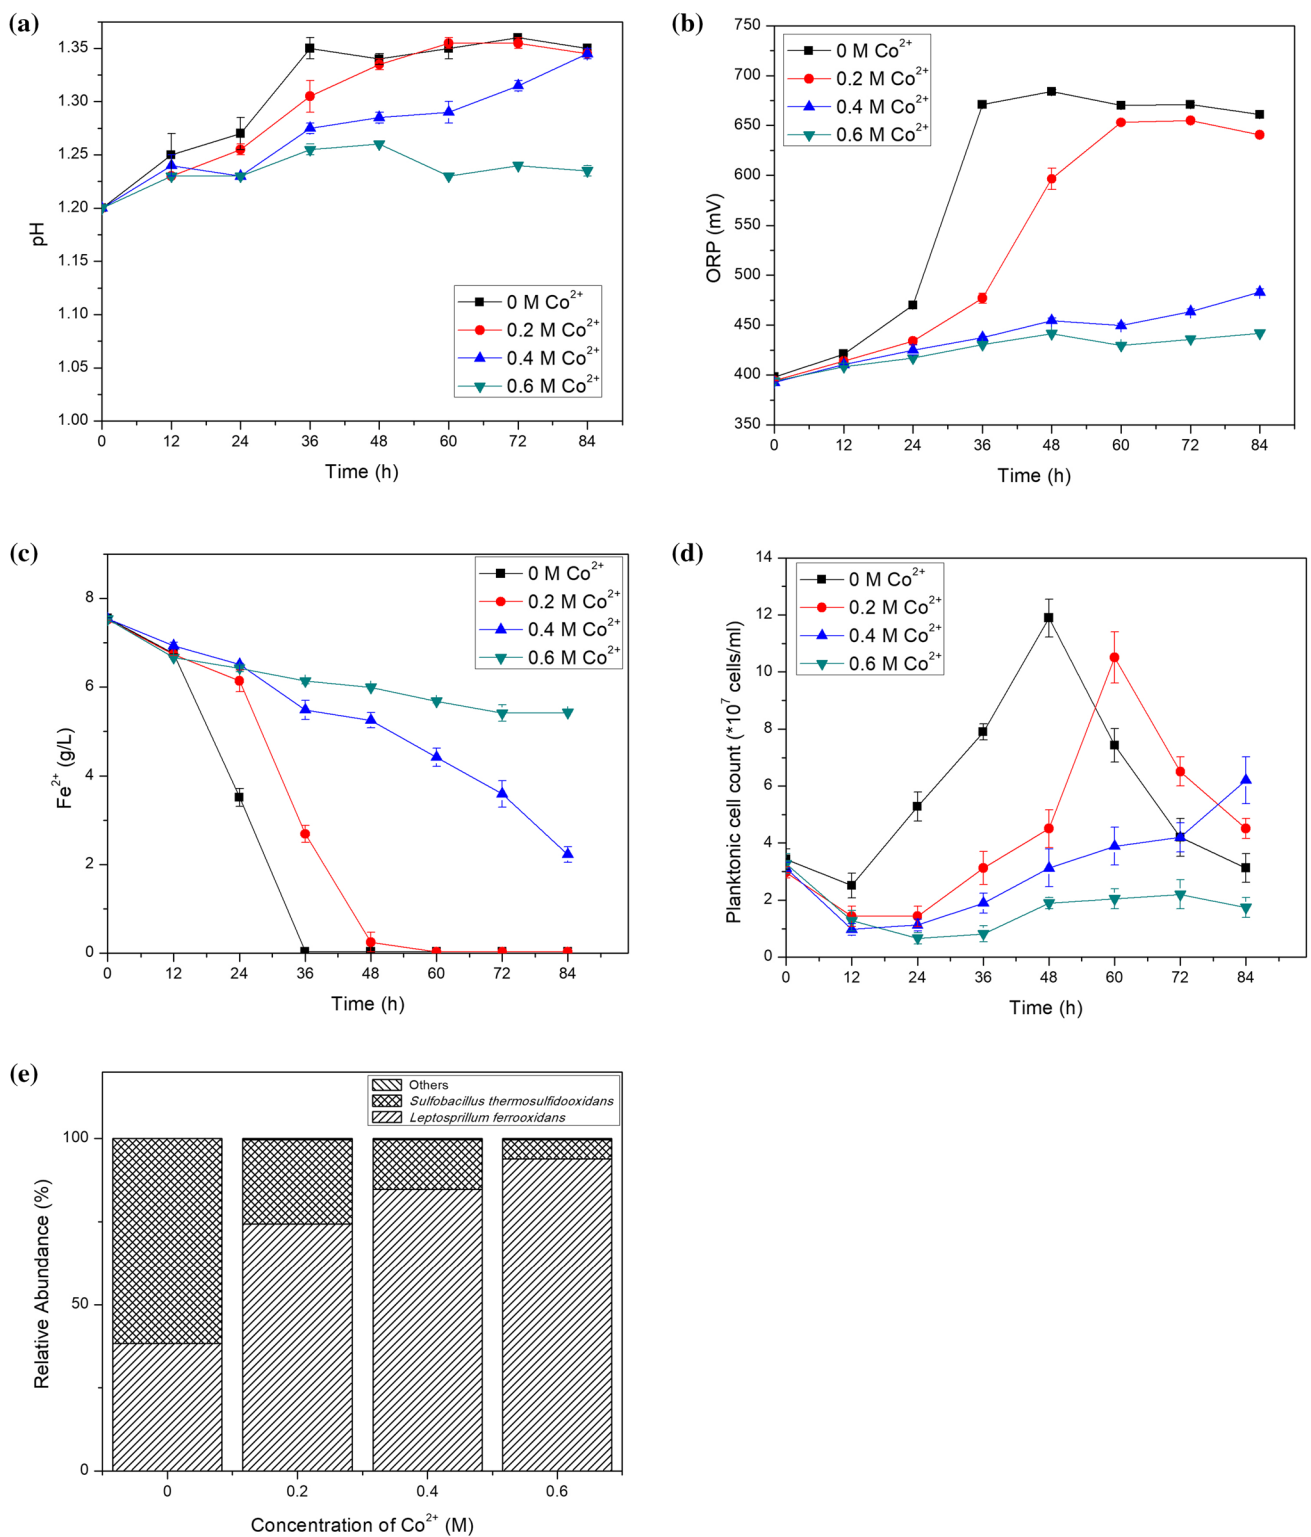 (a)
1.35
1.30
1.25
1.20
1.15
1.10
1.05
1.00
pH
0 M Co²⁺
0.2 M Co²⁺
0.4 M Co²⁺
0.6 M Co²⁺
0 12 24 36 48 60 72 84
Time (h)
(b)
750
700
650
600
550
500
450
400
350
ORP (mV)
0 M Co²⁺
0.2 M Co²⁺
0.4 M Co²⁺
0.6 M Co²⁺
0 12 24 36 48 60 72 84
Time (h)
(c)
8
6
4
2
0
Fe²⁺ (g/L)
0 M Co²⁺
0.2 M Co²⁺
0.4 M Co²⁺
0.6 M Co²⁺
0 12 24 36 48 60 72 84
Time (h)
(d)
14
12
10
8
6
4
2
0
Planktonic cell count (*10⁷ cells/ml)
0 M Co²⁺
0.2 M Co²⁺
0.4 M Co²⁺
0.6 M Co²⁺
0 12 24 36 48 60 72 84
Time (h)
(e)
Others
Sulfobacillus thermosulfidooxidans
Leptosprillum ferrooxidans
100
50
0
Relative Abundance (%)
0 0.2 0.4 0.6
Concentration of Co²⁺ (M)